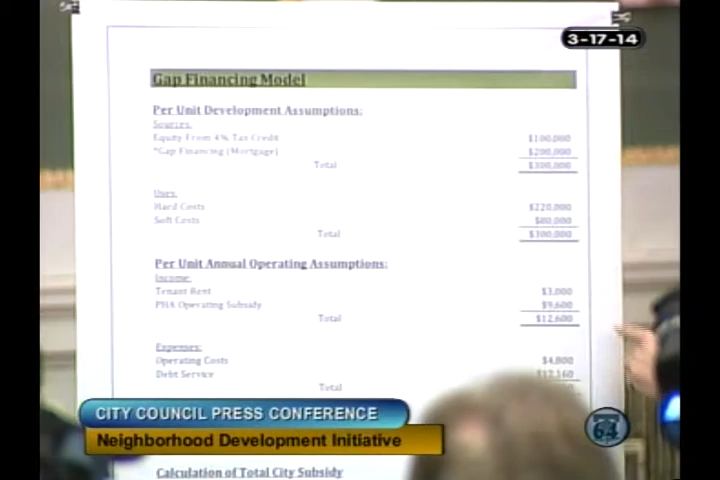 3-17-14
Gap Financing Model
Per Unit Development Assumptions:
Sources:
Equity From 4% Tax Credit $100,000
*Gap Financing (Mortgage) $200,000
Total $300,000
Uses:
Hard Costs $220,000
Soft Costs $80,000
Total $300,000
Per Unit Annual Operating Assumptions:
Income:
Tenant Rent $3,000
PHA Operating Subsidy $9,600
Total $12,600
Expenses:
Operating Costs $4,800
Debt Service $12,160
Total
CITY COUNCIL PRESS CONFERENCE
64
Neighborhood Development Initiative
Calculation of Total City Subsidy